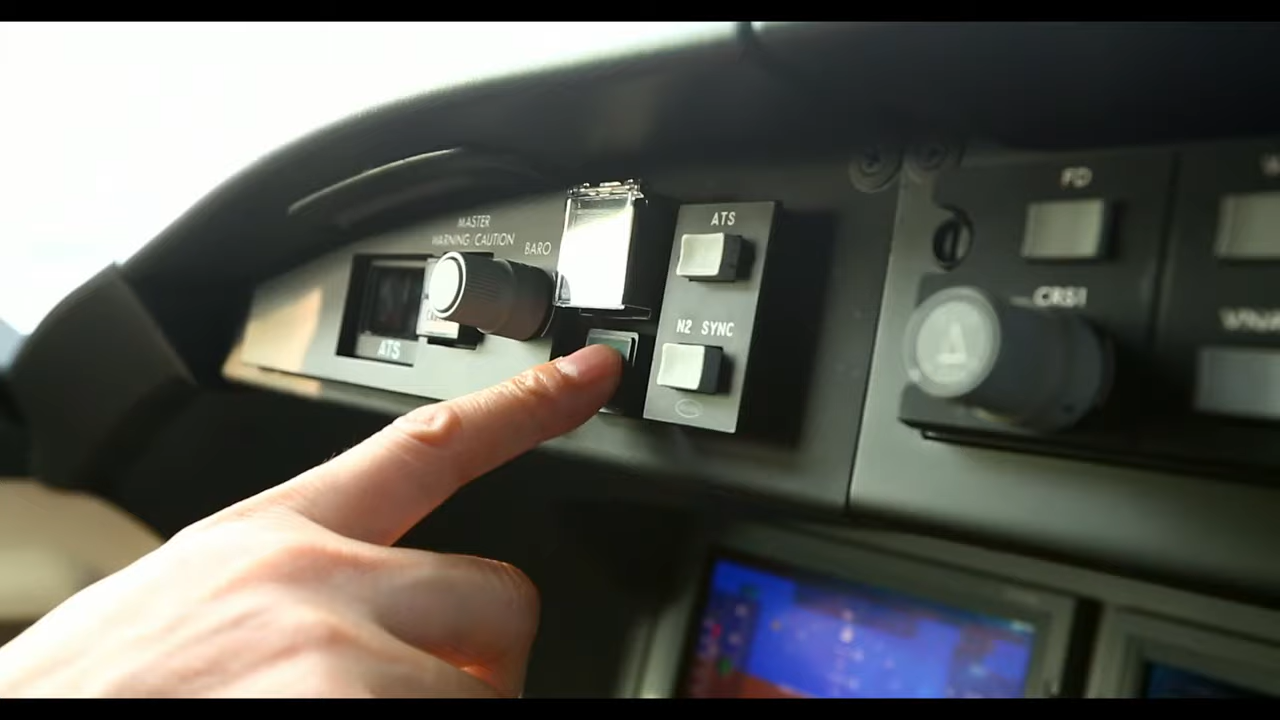 MASTER
WARNING/CAUTION
BARO
ATS
ATS
N2 SYNC
FD
CRS1